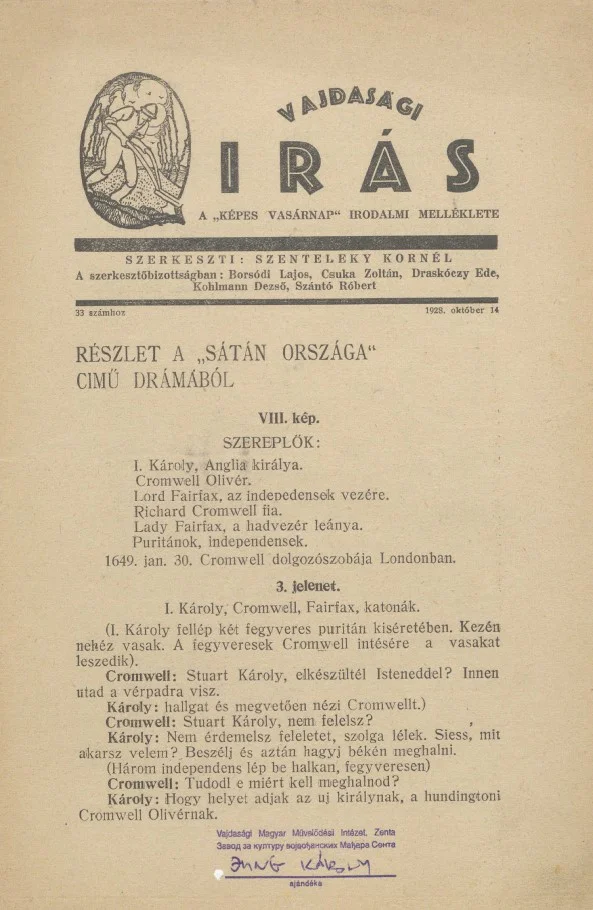 VAJDASÁGI
IRÁS
A „KÉPES VASÁRNAP“ IRODALMI MELLÉKLETE
SZERKESZTI: SZENTELEKY KORNÉL
A szerkesztőbizottságban: Borsódi Lajos, Csuka Zoltán, Draskóczy Ede,
Kohlmann Dezső, Szántó Róbert
33 számhoz 1928. október 14
RÉSZLET A „SÁTÁN ORSZÁGA“
CIMŰ DRÁMÁBÓL
VIII. kép.
SZEREPLŐK:
I. Károly, Anglia királya.
Cromwell Olivér.
Lord Fairfax, az indepedensek vezére.
Richard Cromwell fia.
Lady Fairfax, a hadvezér leánya.
Puritánok, independensek.
1649. jan. 30. Cromwell dolgozószobája Londonban.
3. jelenet.
I. Károly, Cromwell, Fairfax, katonák.
(I. Károly fellép két fegyveres puritán kiséretében. Kezén
nehéz vasak. A fegyveresek Cromwell intésére a vasakat
leszedik).
Cromwell: Stuart Károly, elkészültél Isteneddel? Innen
utad a vérpadra visz.
Károly: hallgat és megvetően nézi Cromwellt.)
Cromwell: Stuart Károly, nem felelsz?
Károly: Nem érdemelsz feleletet, szolga lélek. Siess, mit
akarsz velem? Beszélj és aztán hagyj békén meghalni.
(Három independens lép be halkan, fegyveresen)
Cromwell: Tudodl e miért kell meghalnod?
Károly: Hogy helyet adjak az uj királynak, a hundingtoni
Cromwell Olivérnak.
Vajdasági Magyar Művelődési Intézet, Zenta
Завод за културу војвођанских Мађара Сента
JUNG KÁROLY
ajándéka